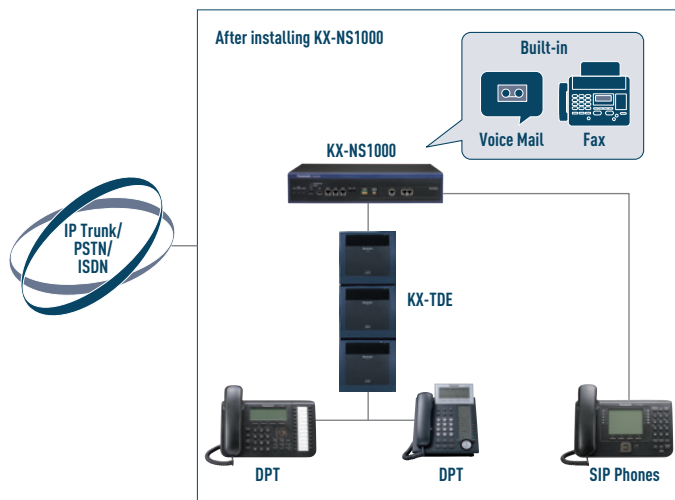 After installing KX-NS1000
Built-in
Voice Mail
Fax
KX-NS1000
IP Trunk/
PSTN/
ISDN
KX-TDE
DPT
DPT
SIP Phones